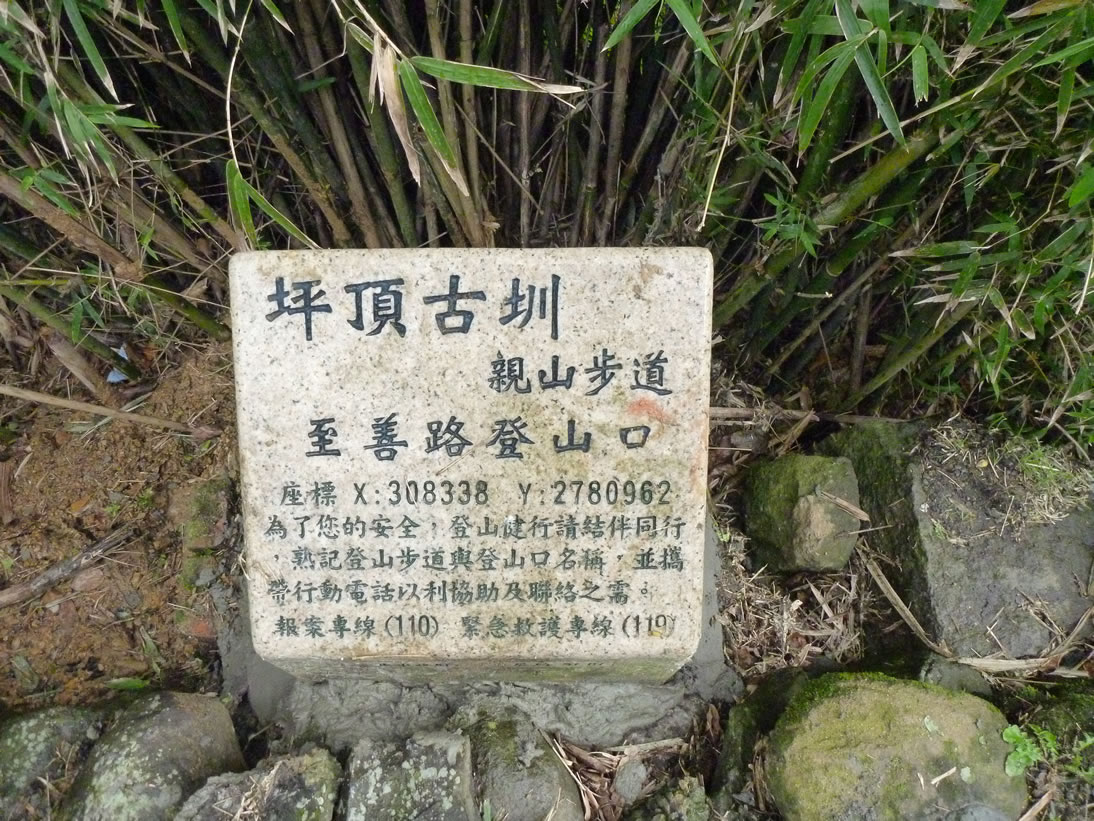 坪頂古圳
親山步道
至善路登山口
座標 X:308338 Y:2780962
為了您的安全，登山健行請結伴同行
，熟記登山步道與登山口名稱，並攜
帶行動電話以利協助及聯絡之需。
報案專線(110) 緊急救護專線(119)